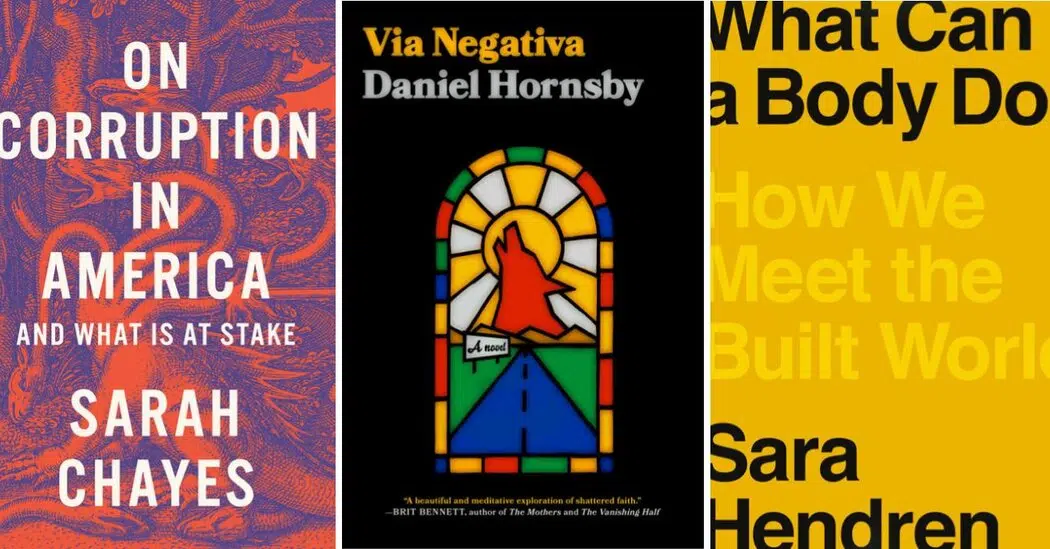 ON
CORRUPTION
IN
AMERICA
AND WHAT IS AT STAKE
SARAH
CHAYES
Via Negativa
Daniel Hornsby
A novel
“A beautiful and meditative exploration of shattered faith.”
—BRIT BENNETT, author of The Mothers and The Vanishing Half
What Can
a Body Do
How We
Meet the
Built World
Sara
Hendren